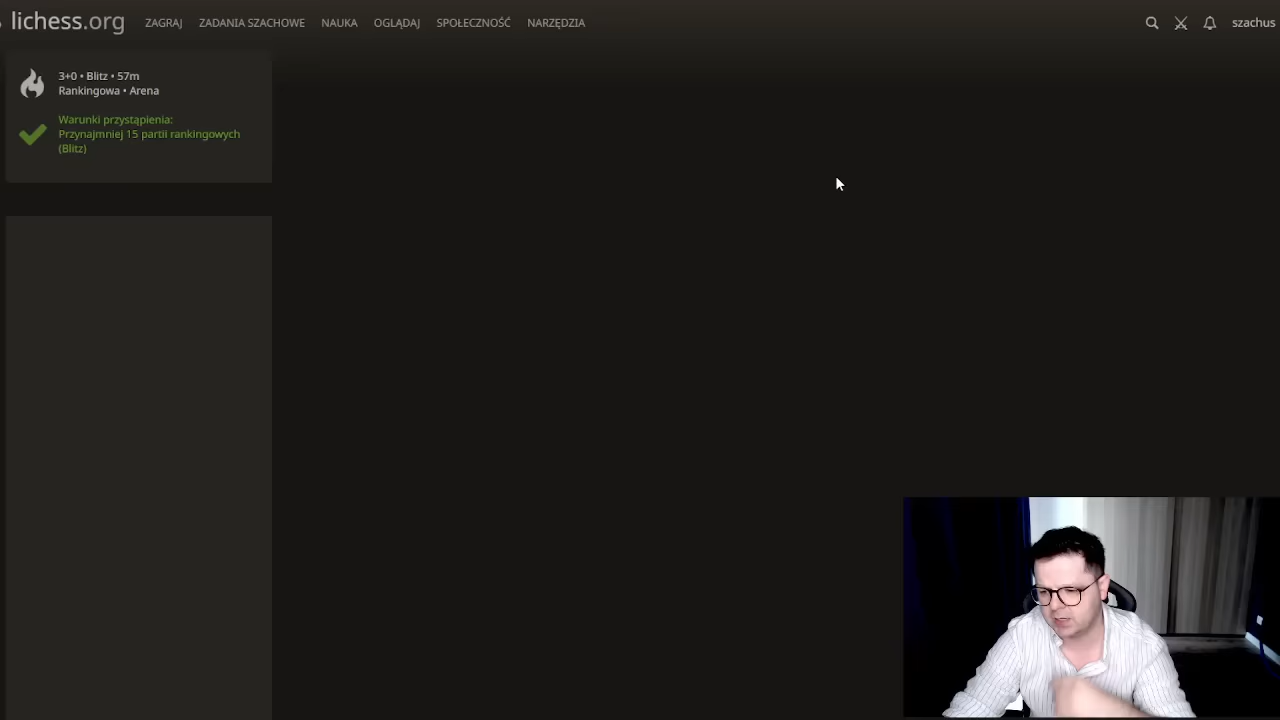 lichess.org
ZAGRAJ ZADANIA SZACHOWE NAUKA OGLĄDAJ SPOŁECZNOŚĆ NARZĘDZIA
szachus
3+0 • Blitz • 57m
Rankingowa • Arena
Warunki przystąpienia:
Przynajmniej 15 partii rankingowych
(Blitz)